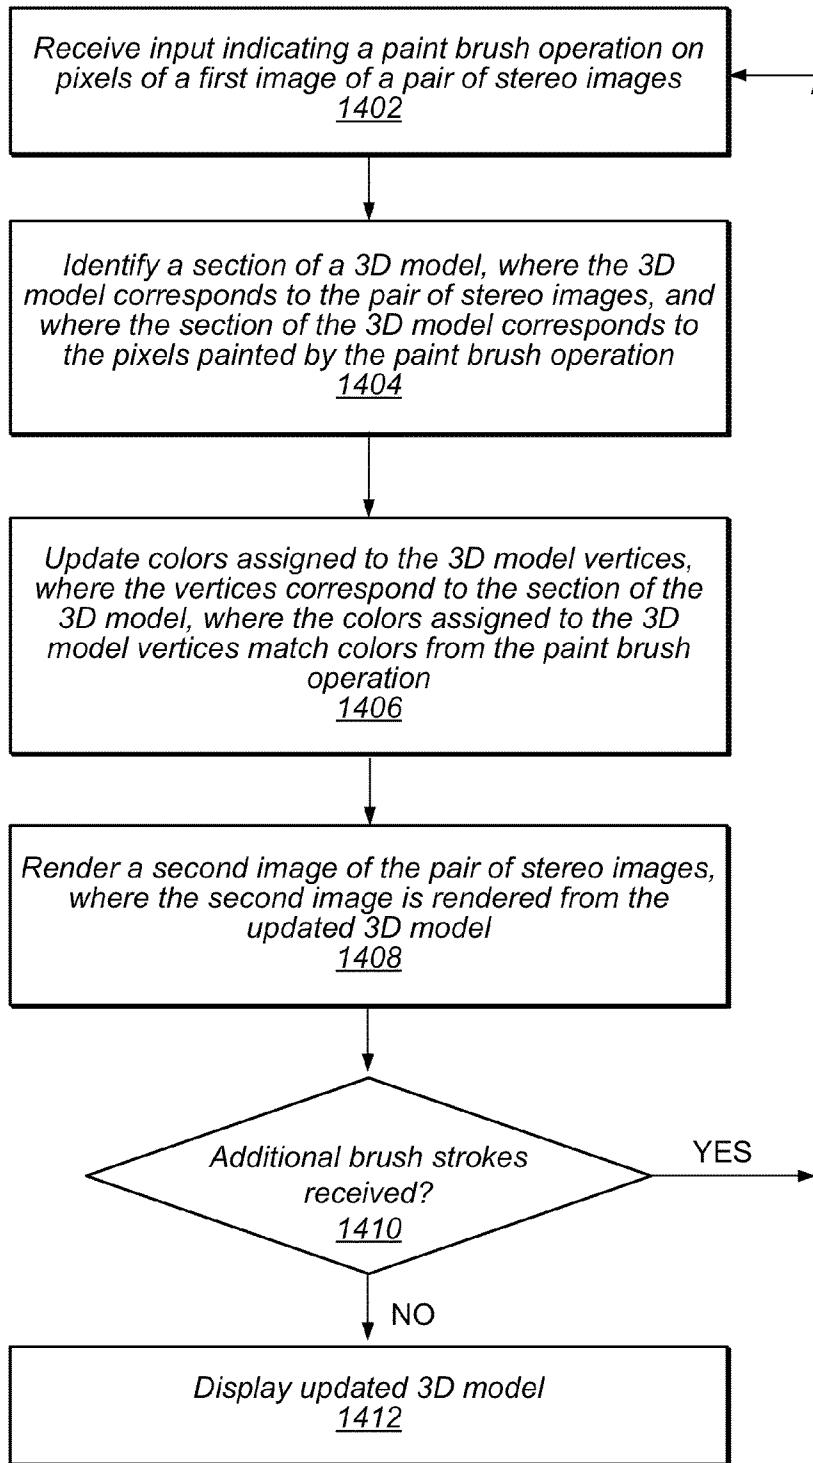 Receive input indicating a paint brush operation on
pixels of a first image of a pair of stereo images
1402
Identify a section of a 3D model, where the 3D
model corresponds to the pair of stereo images, and
where the section of the 3D model corresponds to
the pixels painted by the paint brush operation
1404
Update colors assigned to the 3D model vertices,
where the vertices correspond to the section of the
3D model, where the colors assigned to the 3D
model vertices match colors from the paint brush
operation
1406
Render a second image of the pair of stereo images,
where the second image is rendered from the
updated 3D model
1408
Additional brush strokes
received?
1410
YES
NO
Display updated 3D model
1412